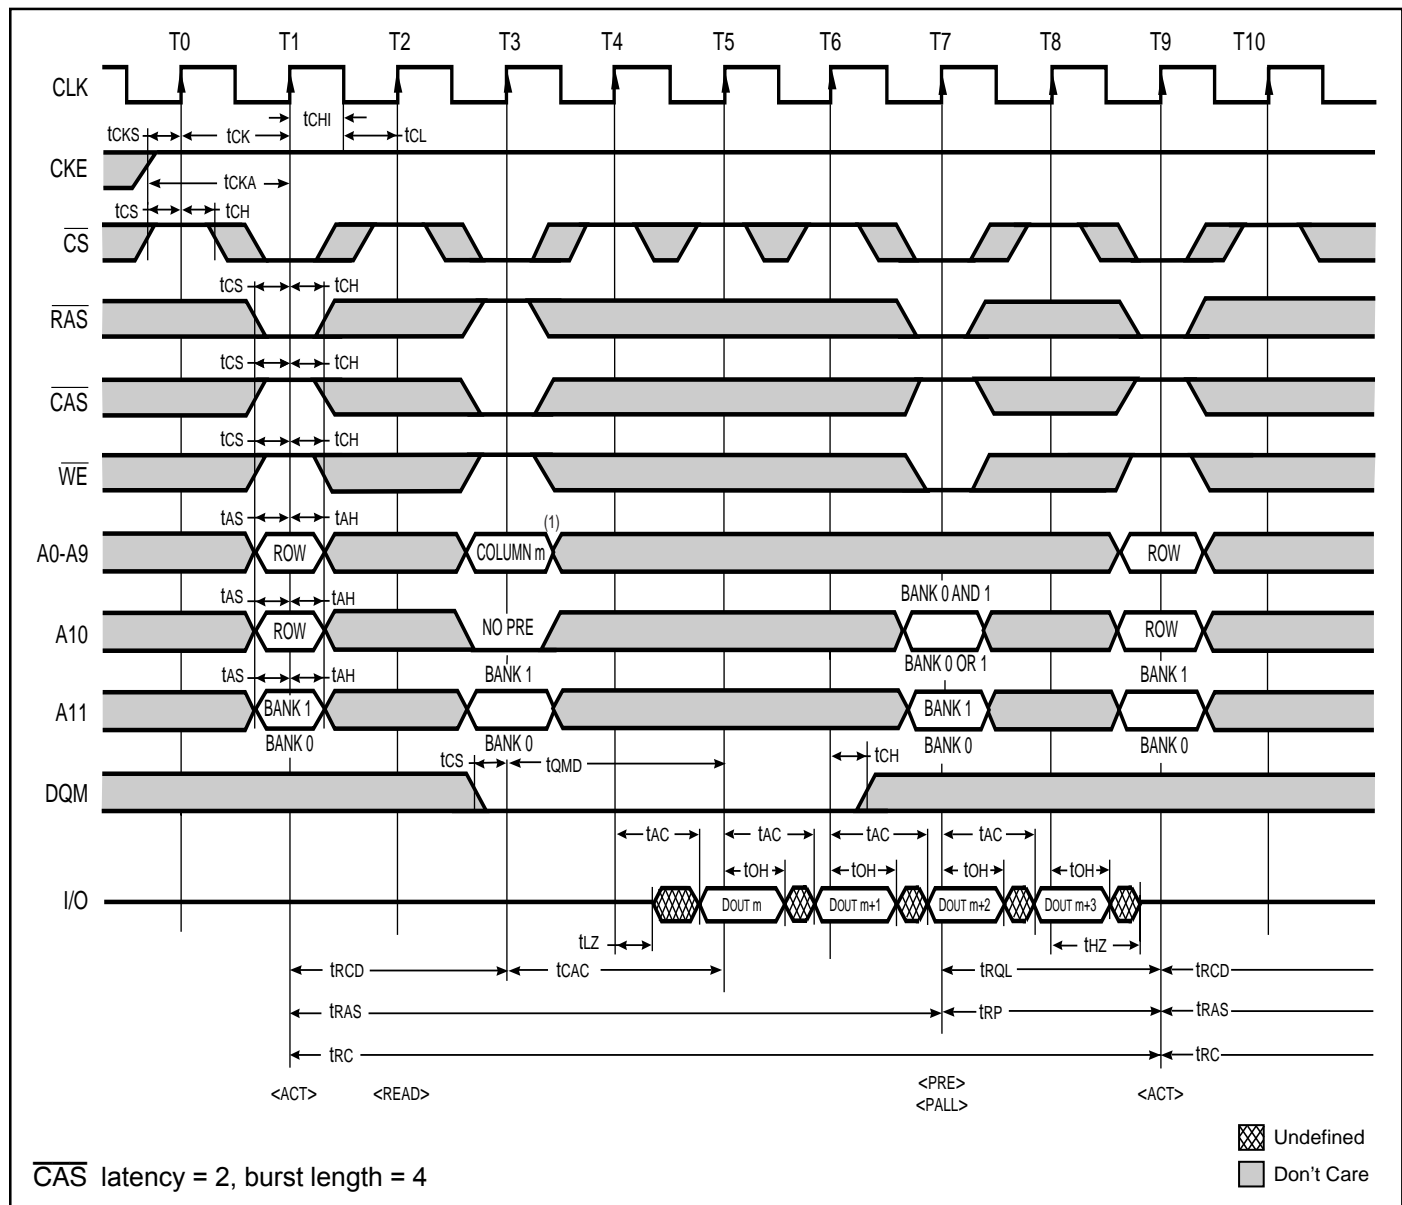 T0 T1 T2 T3 T4 T5 T6 T7 T8 T9 T10
CLK
tCHI
tCKS tCK tCL
CKE
tCKA
tCS tCH
CS
tCS tCH
RAS
tCS tCH
CAS
tCS tCH
WE
tAS tAH (1)
A0-A9 ROW COLUMN m ROW
tAS tAH BANK 0 AND 1
A10 ROW NO PRE ROW
BANK 0 OR 1
tAS tAH BANK 1 BANK 1
A11 BANK 1 BANK 1
BANK 0 BANK 0 BANK 0 BANK 0
tCS tQMD tCH
DQM
tAC tAC tAC tAC
tOH tOH tOH tOH
I/O DOUT m DOUT m+1 DOUT m+2 DOUT m+3
tLZ tHZ
tRCD tCAC tRQL tRCD
tRAS tRP tRAS
tRC tRC
<ACT> <READ> <PRE> <ACT>
<PALL>
Undefined
Don't Care
CAS latency = 2, burst length = 4